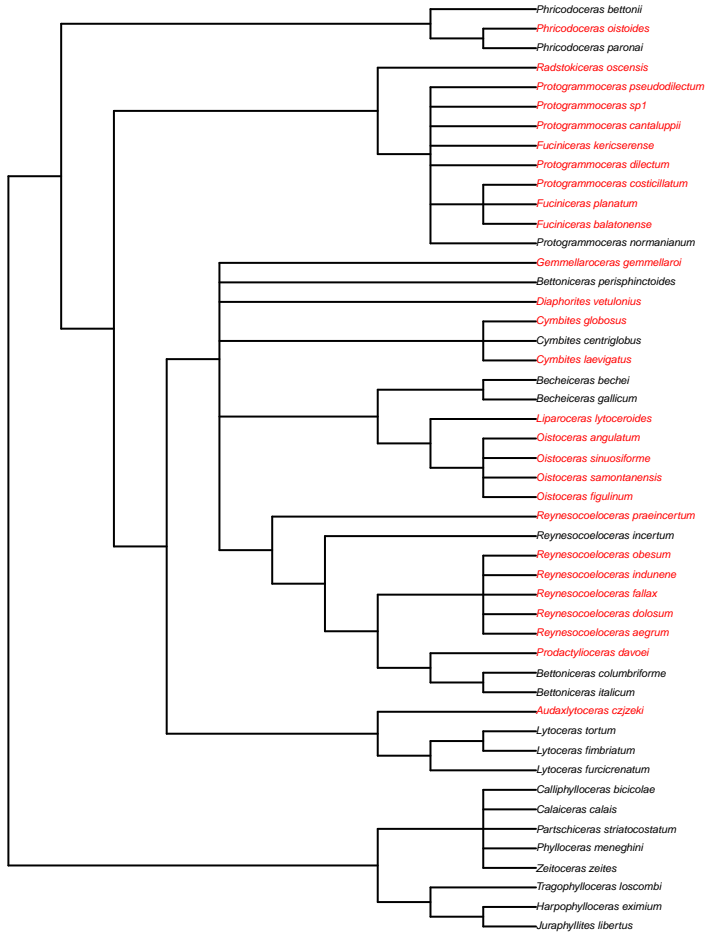 Phricodoceras bettonii
Phricodoceras oistoides
Phricodoceras paronai
Radstokiceras oscensis
Protogrammoceras pseudodilectum
Protogrammoceras sp1
Protogrammoceras cantaluppii
Fuciniceras kericserense
Protogrammoceras dilectum
Protogrammoceras costicillatum
Fuciniceras planatum
Fuciniceras balatonense
Protogrammoceras normanianum
Gemmellaroceras gemmellaroi
Bettoniceras perisphinctoides
Diaphorites vetulonius
Cymbites globosus
Cymbites centriglobus
Cymbites laevigatus
Becheiceras bechei
Becheiceras gallicum
Liparoceras lytoceroides
Oistoceras angulatum
Oistoceras sinuosiforme
Oistoceras samontanensis
Oistoceras figulinum
Reynesocoeloceras praeincertum
Reynesocoeloceras incertum
Reynesocoeloceras obesum
Reynesocoeloceras indunene
Reynesocoeloceras fallax
Reynesocoeloceras dolosum
Reynesocoeloceras aegrum
Prodactylioceras davoei
Bettoniceras columbriforme
Bettoniceras italicum
Audaxlytoceras czjzeki
Lytoceras tortum
Lytoceras fimbriatum
Lytoceras furcicrenatum
Calliphylloceras bicicolae
Calaiceras calais
Partschiceras striatocostatum
Phylloceras meneghini
Zeitoceras zeites
Tragophylloceras loscombi
Harpophylloceras eximium
Juraphyllites libertus